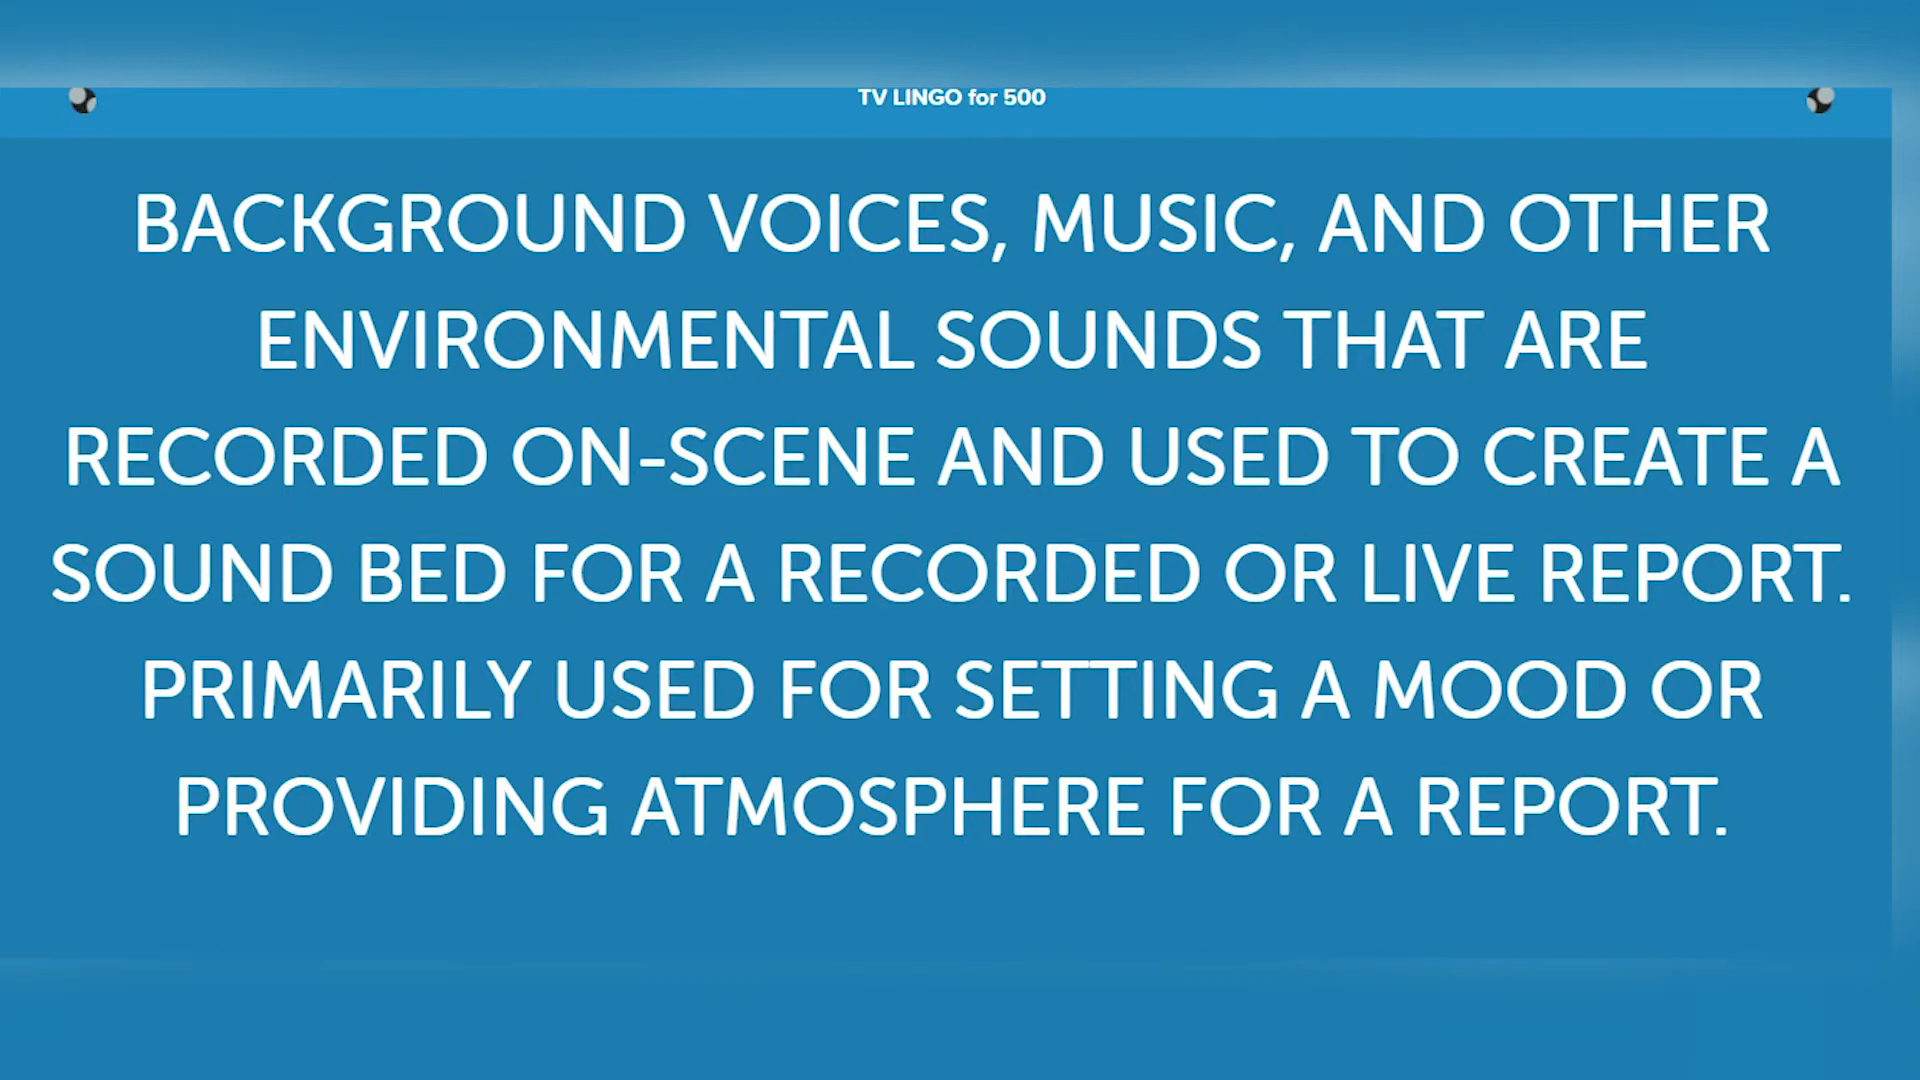 TV LINGO for 500
BACKGROUND VOICES, MUSIC, AND OTHER
ENVIRONMENTAL SOUNDS THAT ARE
RECORDED ON-SCENE AND USED TO CREATE A
SOUND BED FOR A RECORDED OR LIVE REPORT.
PRIMARILY USED FOR SETTING A MOOD OR
PROVIDING ATMOSPHERE FOR A REPORT.